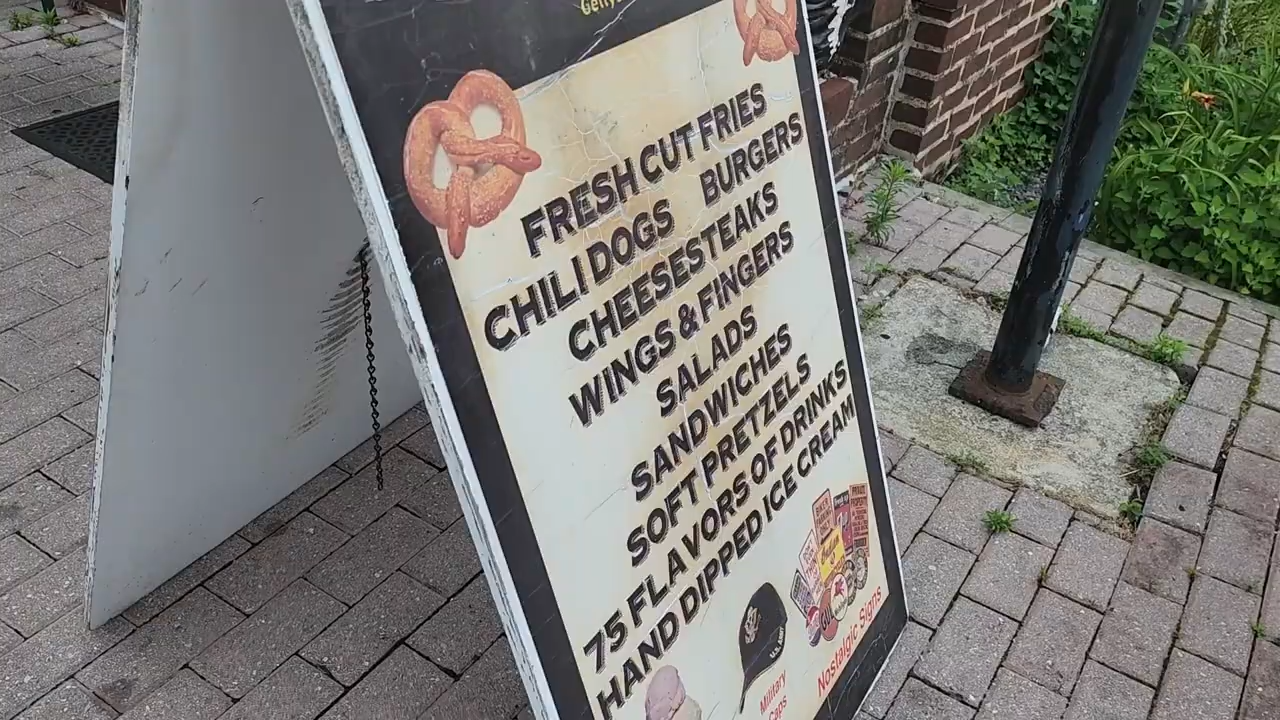 FRESH CUT FRIES
CHILI DOGS BURGERS
CHEESESTEAKS
WINGS & FINGERS
SALADS
SANDWICHES
SOFT PRETZELS
75 FLAVORS OF DRINKS
HAND DIPPED ICE CREAM
U.S. ARMY
Military
Caps
Nostalgic Signs